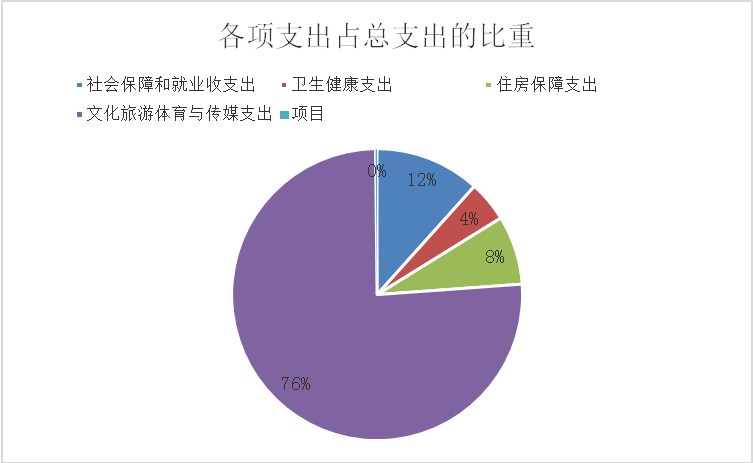 各项支出占总支出的比重
社会保障和就业收支出 卫生健康支出 住房保障支出
文化旅游体育与传媒支出 项目
0% 12%
4%
8%
76%